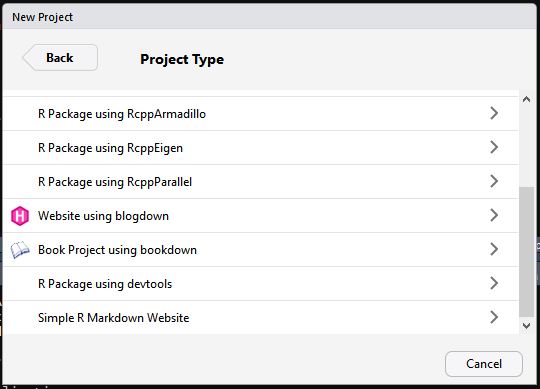 New Project
Back
Project Type
R Package using RcppArmadillo
R Package using RcppEigen
R Package using RcppParallel
H
Website using blogdown
Book Project using bookdown
R Package using devtools
Simple R Markdown Website
Cancel